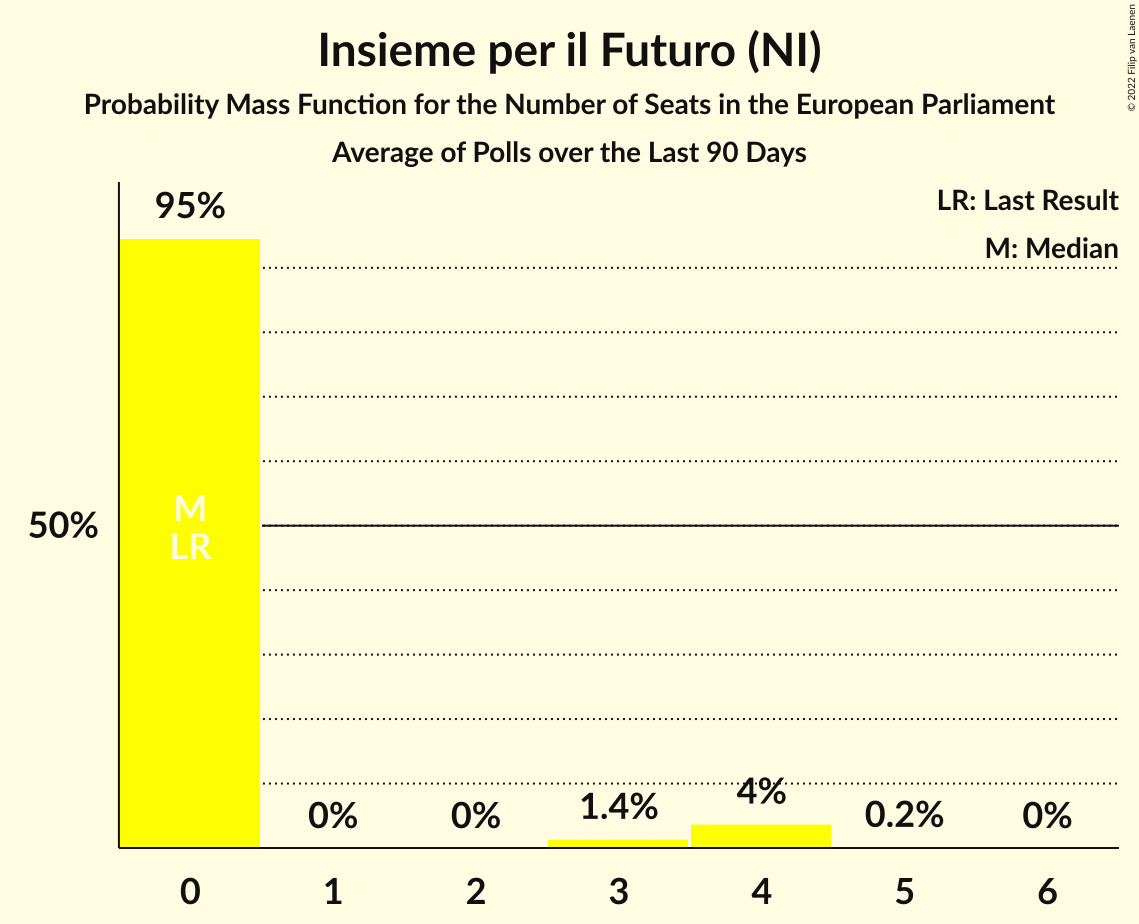 Insieme per il Futuro (NI)
Probability Mass Function for the Number of Seats in the European Parliament
Average of Polls over the Last 90 Days
© 2022 Filip van Laenen
LR: Last Result
M: Median
95%
50%
M
LR
0%
0%
1.4%
4%
0.2%
0%
0
1
2
3
4
5
6